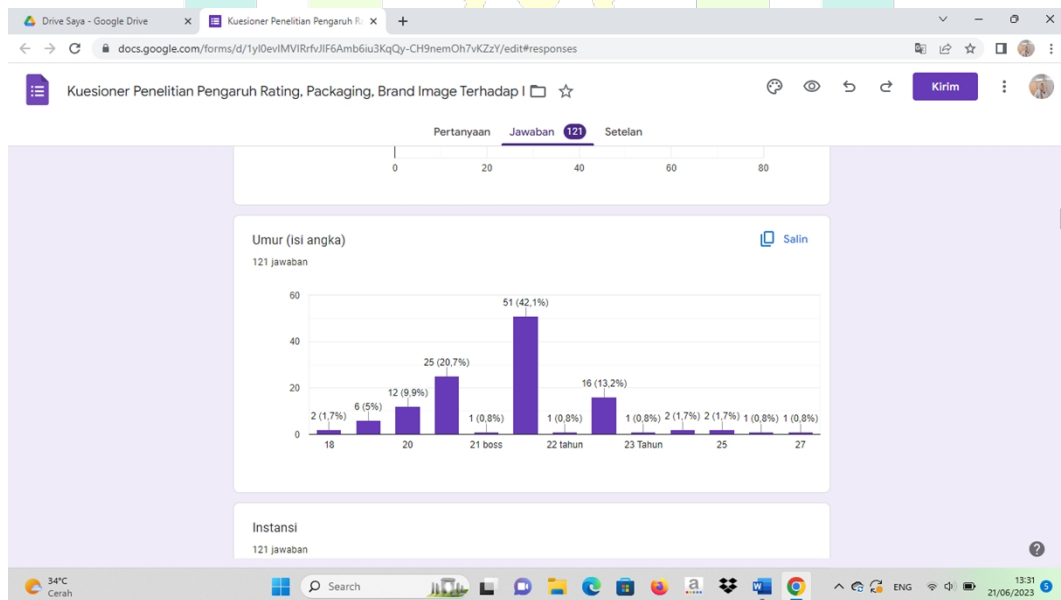 Drive Saya - Google Drive
Kuesioner Penelitian Pengaruh R
docs.google.com/forms/d/1yl0evIMVIRrfvJlF6Amb6iu3KqQy-CH9nemOh7vKZzY/edit#responses
Kuesioner Penelitian Pengaruh Rating, Packaging, Brand Image Terhadap I
Kirim
Pertanyaan Jawaban 121 Setelan
0 20 40 60 80
Umur (isi angka)
Salin
121 jawaban
60
51 (42,1%)
40
25 (20,7%)
20
16 (13,2%)
12 (9,9%)
6 (5%)
2 (1,7%) 1 (0,8%) 1 (0,8%) 1 (0,8%) 2 (1,7%) 2 (1,7%) 1 (0,8%) 1 (0,8%)
0
18 20 21 boss 22 tahun 23 Tahun 25 27
Instansi
121 jawaban
34°C
Cerah
Search
ENG
13:31
21/06/2023
5